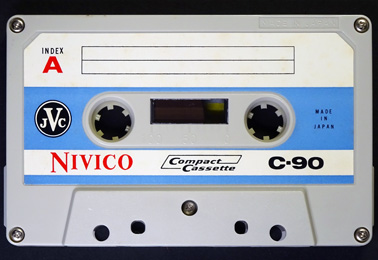 INDEX
A
JVC
MADE
IN
JAPAN
NIVICO
Compact
Cassette
C-90